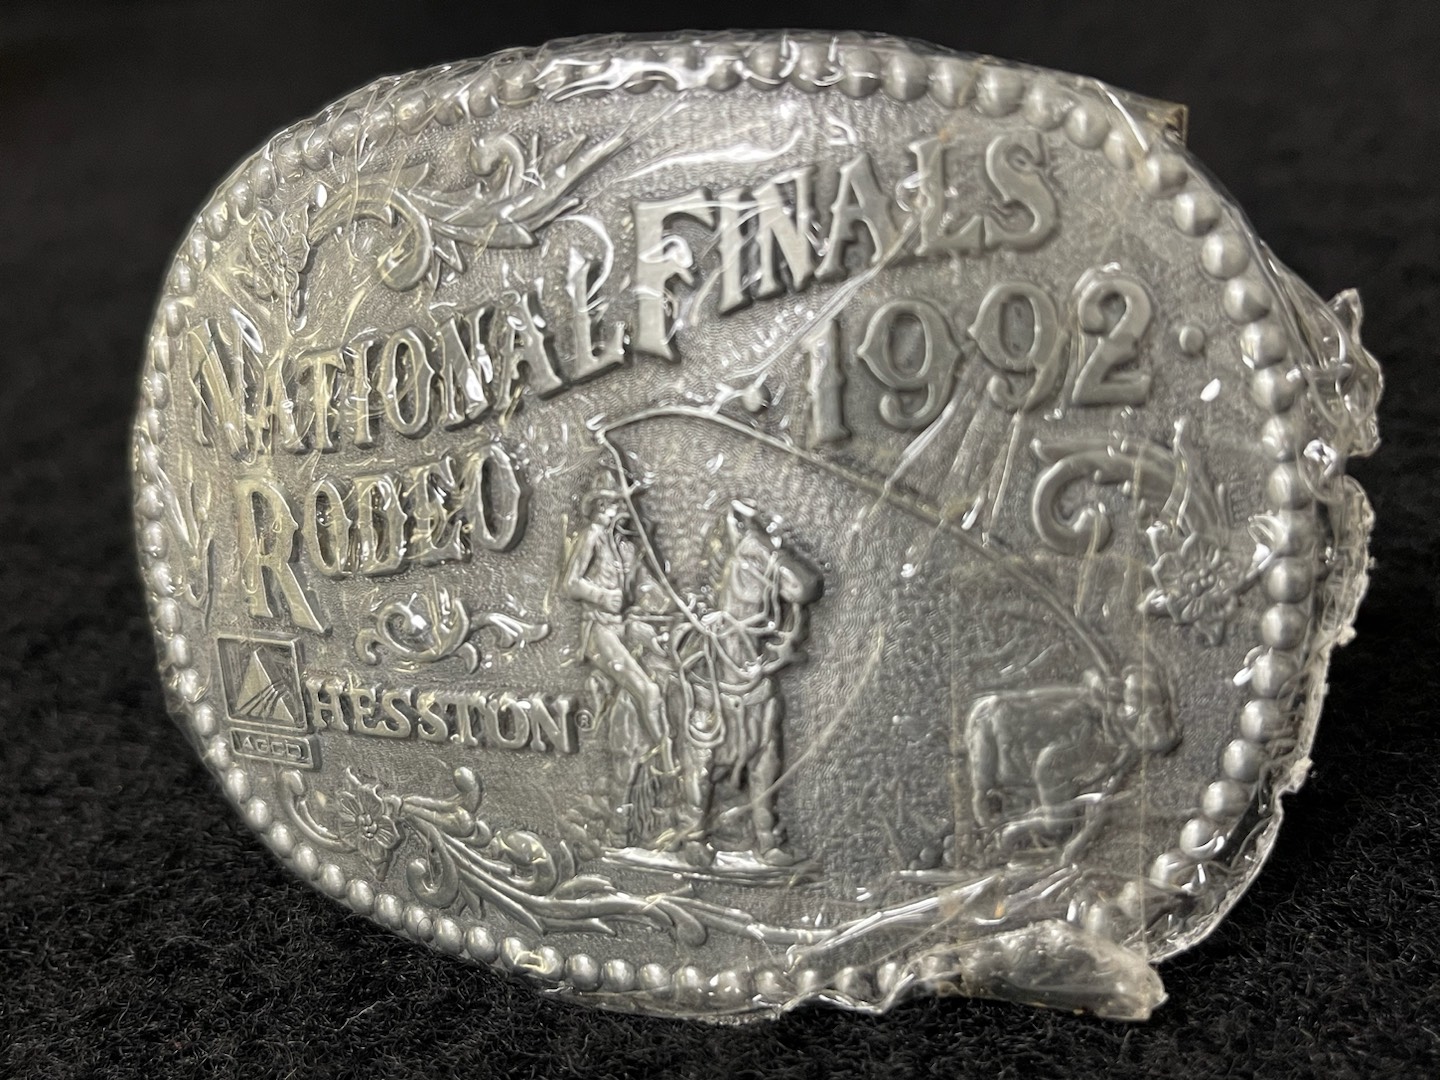 NATIONAL FINALS
RODEO
1992
HESSTON®
AGCO